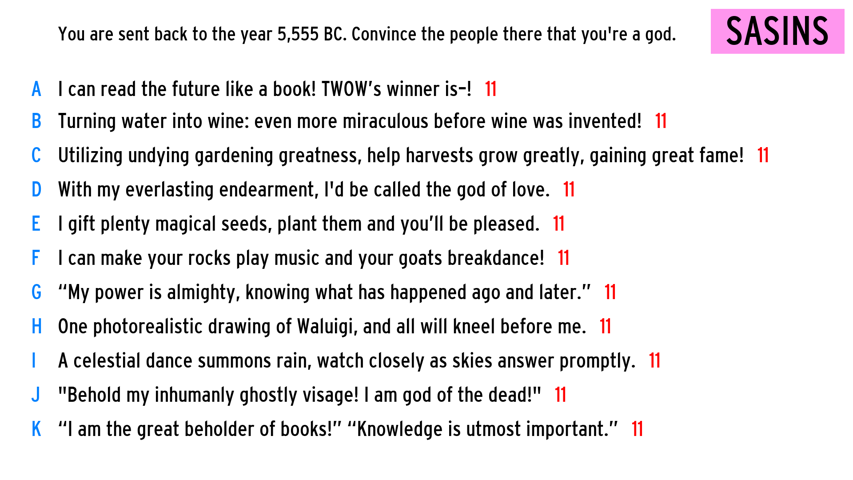 You are sent back to the year 5,555 BC. Convince the people there that you're a god.
SASINS
A I can read the future like a book! TWOW’s winner is–! 11
B Turning water into wine: even more miraculous before wine was invented! 11
C Utilizing undying gardening greatness, help harvests grow greatly, gaining great fame! 11
D With my everlasting endearment, I'd be called the god of love. 11
E I gift plenty magical seeds, plant them and you’ll be pleased. 11
F I can make your rocks play music and your goats breakdance! 11
G “My power is almighty, knowing what has happened ago and later.” 11
H One photorealistic drawing of Waluigi, and all will kneel before me. 11
I A celestial dance summons rain, watch closely as skies answer promptly. 11
J "Behold my inhumanly ghostly visage! I am god of the dead!" 11
K “I am the great beholder of books!” “Knowledge is utmost important.” 11